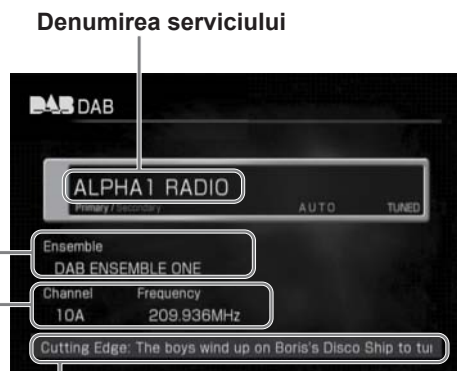 Denumirea serviciului
DAB DAB
ALPHA1 RADIO
Primary / Secondary AUTO TUNED
Ensemble
DAB ENSEMBLE ONE
Channel Frequency
10A 209.936MHz
Cutting Edge: The boys wind up on Boris's Disco Ship to